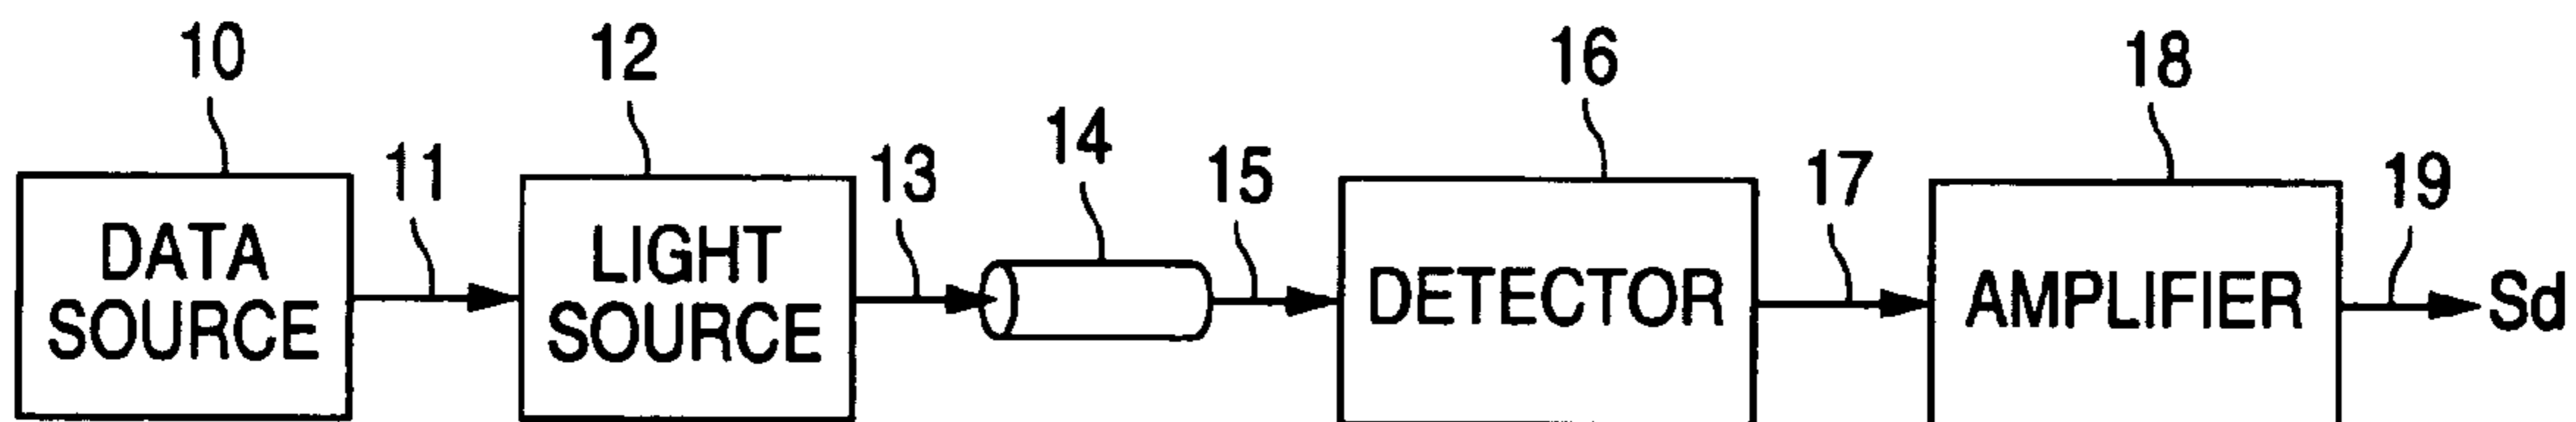 10
12
16
18
14
11
13
15
17
19
DATA
SOURCE
LIGHT
SOURCE
DETECTOR
AMPLIFIER
Sd